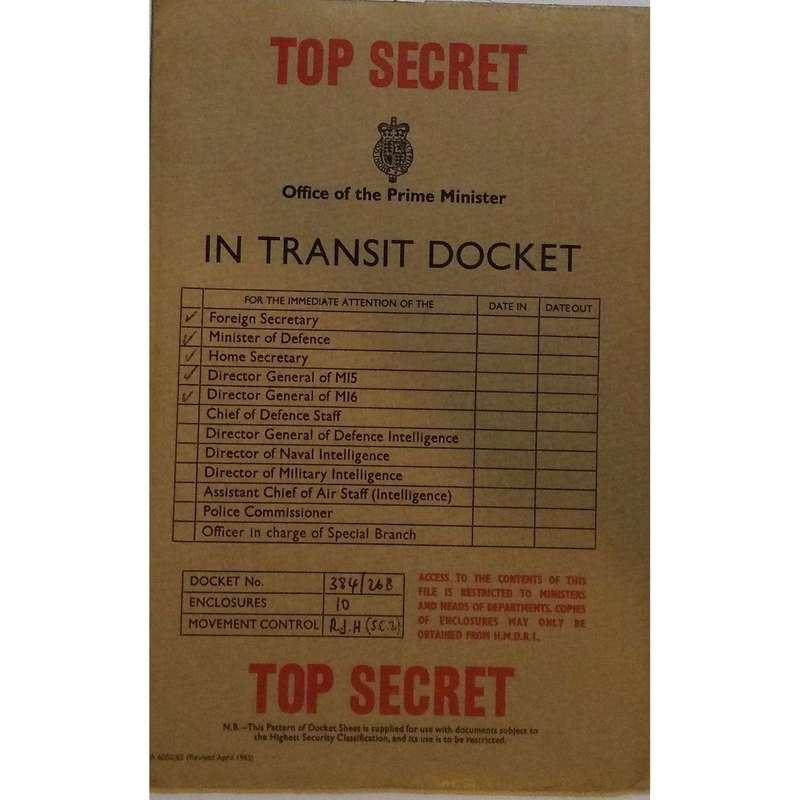 TOP SECRET
Office of the Prime Minister
IN TRANSIT DOCKET
FOR THE IMMEDIATE ATTENTION OF THE DATE IN DATE OUT
✓ Foreign Secretary
✓ Minister of Defence
✓ Home Secretary
✓ Director General of MI5
✓ Director General of MI6
Chief of Defence Staff
Director General of Defence Intelligence
Director of Naval Intelligence
Director of Military Intelligence
Assistant Chief of Air Staff (Intelligence)
Police Commissioner
Officer in charge of Special Branch
DOCKET No. 384/26B
ENCLOSURES 10
MOVEMENT CONTROL R.J.H (S.C.2)
ACCESS TO THE CONTENTS OF THIS
FILE IS RESTRICTED TO MINISTERS
AND HEADS OF DEPARTMENTS. COPIES
OF ENCLOSURES MAY ONLY BE
OBTAINED FROM H.M.D.R.I.
TOP SECRET
N.B.—This Pattern of Docket Sheet is supplied for use with documents subject to
the Highest Security Classification, and its use is to be restricted.
(Revised April 1963)